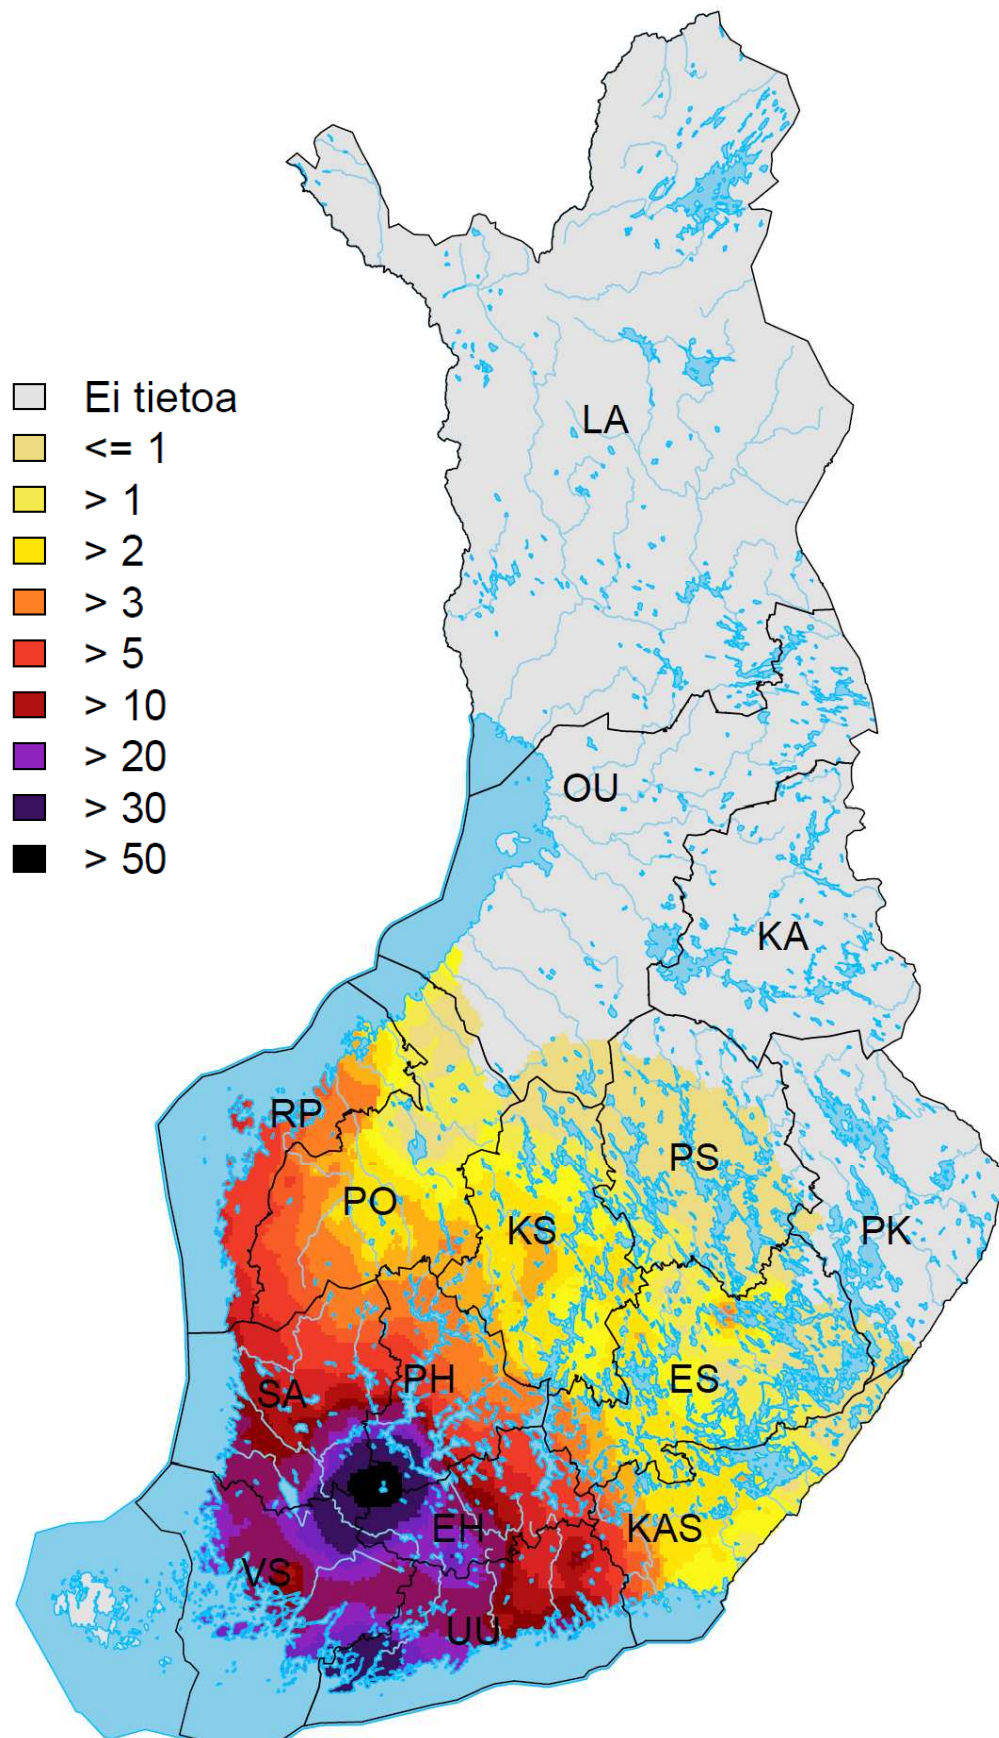 Ei tietoa
<= 1
> 1
> 2
> 3
> 5
> 10
> 20
> 30
> 50
LA
OU
KA
RP
PS
PO
KS
PK
PH
ES
SA
EH
KAS
VS
UU